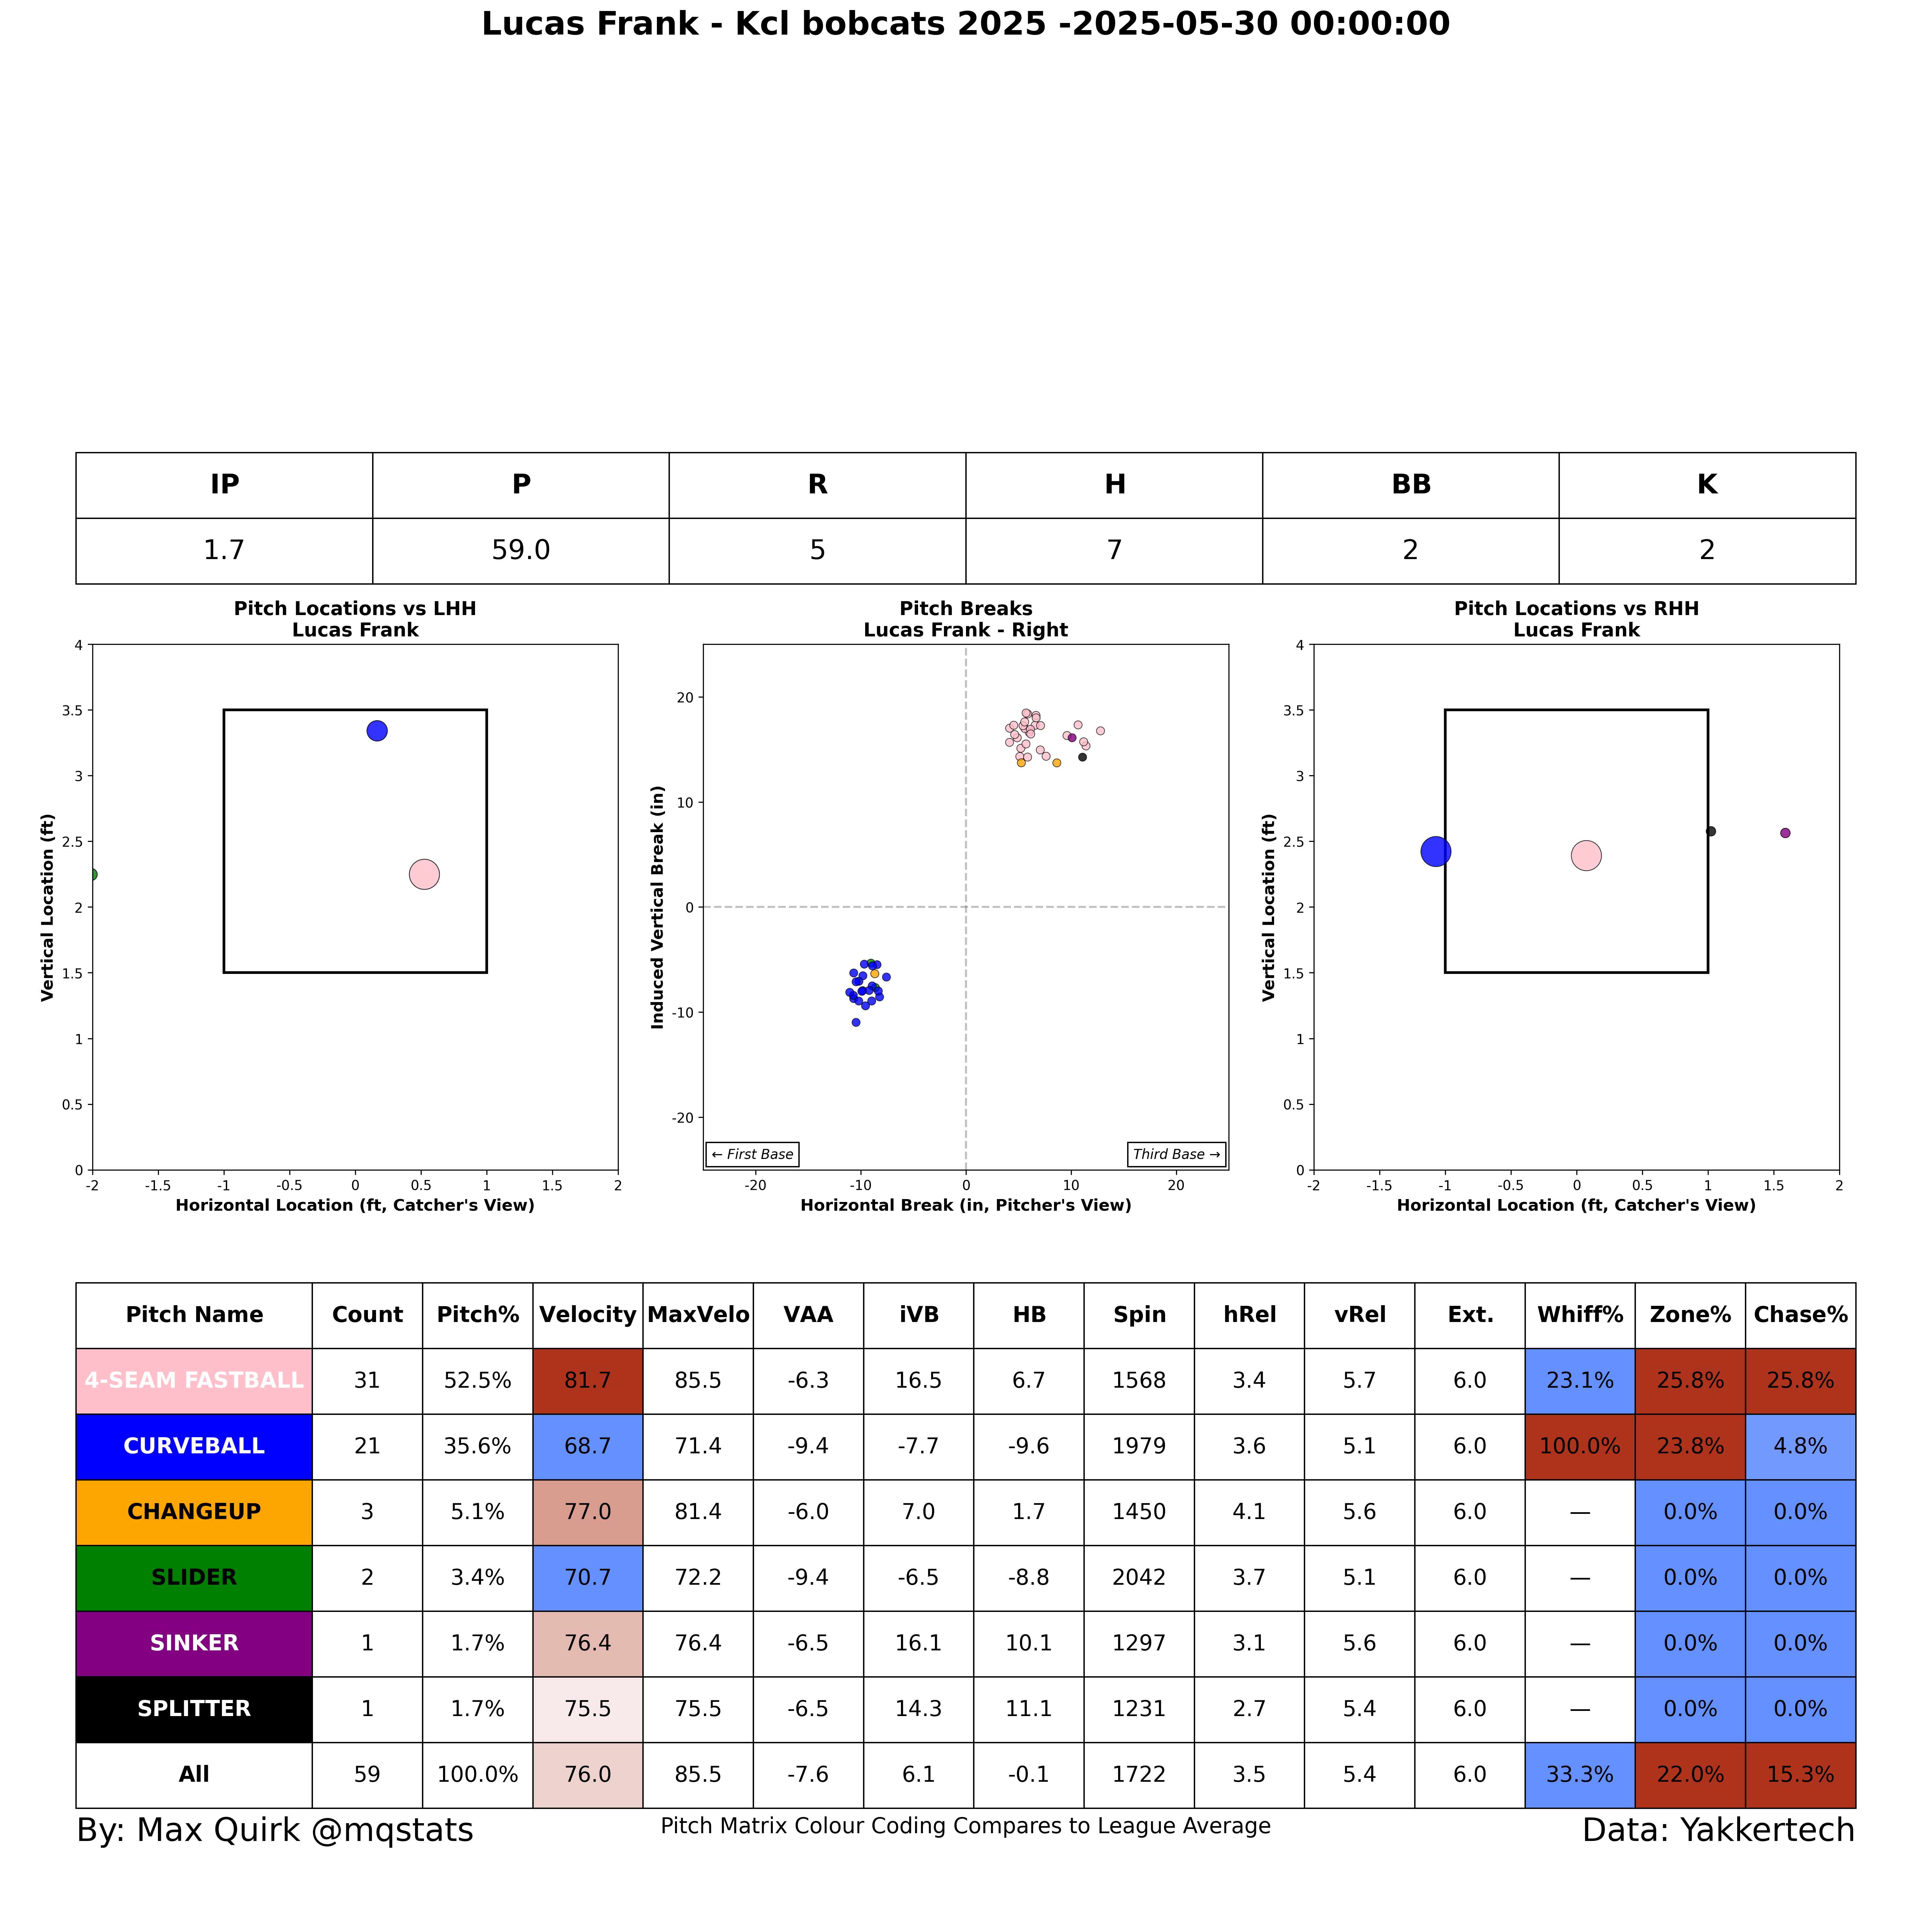 Lucas Frank - Kcl bobcats 2025 -2025-05-30 00:00:00
IP P R H BB K
1.7 59.0 5 7 2 2
Pitch Locations vs LHH
Lucas Frank
4
3.5
3
2.5
2
1.5
1
0.5
0
Vertical Location (ft)
-2 -1.5 -1 -0.5 0 0.5 1 1.5 2
Horizontal Location (ft, Catcher's View)
Pitch Breaks
Lucas Frank - Right
20
10
0
-10
-20
Induced Vertical Break (in)
← First Base Third Base →
-20 -10 0 10 20
Horizontal Break (in, Pitcher's View)
Pitch Locations vs RHH
Lucas Frank
4
3.5
3
2.5
2
1.5
1
0.5
0
Vertical Location (ft)
-2 -1.5 -1 -0.5 0 0.5 1 1.5 2
Horizontal Location (ft, Catcher's View)
Pitch Name Count Pitch% Velocity MaxVelo VAA iVB HB Spin hRel vRel Ext. Whiff% Zone% Chase%
4-SEAM FASTBALL 31 52.5% 81.7 85.5 -6.3 16.5 6.7 1568 3.4 5.7 6.0 23.1% 25.8% 25.8%
CURVEBALL 21 35.6% 68.7 71.4 -9.4 -7.7 -9.6 1979 3.6 5.1 6.0 100.0% 23.8% 4.8%
CHANGEUP 3 5.1% 77.0 81.4 -6.0 7.0 1.7 1450 4.1 5.6 6.0 — 0.0% 0.0%
SLIDER 2 3.4% 70.7 72.2 -9.4 -6.5 -8.8 2042 3.7 5.1 6.0 — 0.0% 0.0%
SINKER 1 1.7% 76.4 76.4 -6.5 16.1 10.1 1297 3.1 5.6 6.0 — 0.0% 0.0%
SPLITTER 1 1.7% 75.5 75.5 -6.5 14.3 11.1 1231 2.7 5.4 6.0 — 0.0% 0.0%
All 59 100.0% 76.0 85.5 -7.6 6.1 -0.1 1722 3.5 5.4 6.0 33.3% 22.0% 15.3%
By: Max Quirk @mqstats
Pitch Matrix Colour Coding Compares to League Average
Data: Yakkertech